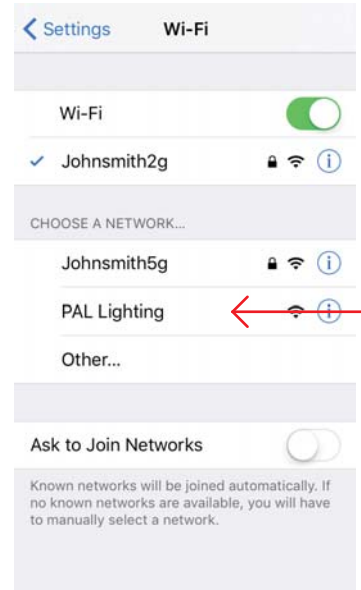 Settings Wi-Fi
Wi-Fi
Johnsmith2g
CHOOSE A NETWORK...
Johnsmith5g
PAL Lighting
Other...
Ask to Join Networks
Known networks will be joined automatically. If
no known networks are available, you will have
to manually select a network.